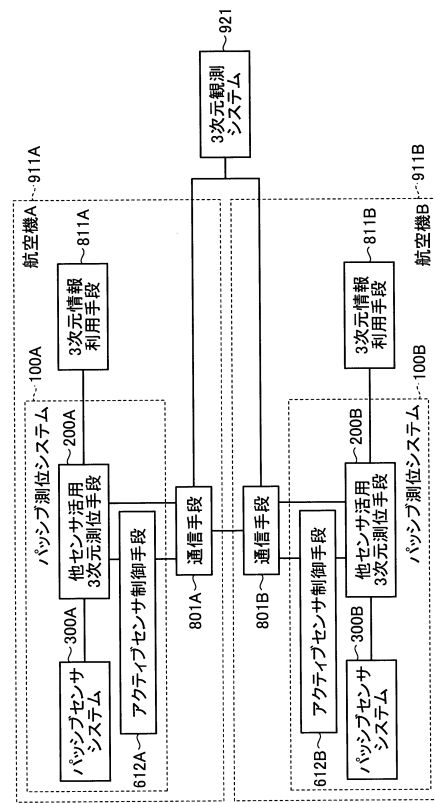 911A
航空機A
100A
パッシブ測位システム
300A
パッシブセンサ
システム
200A
他センサ活用
3次元測位手段
811A
3次元情報
利用手段
612A
アクティブセンサ制御手段
801A
通信手段
921
3次元観測
システム
801B
通信手段
612B
アクティブセンサ制御手段
300B
パッシブセンサ
システム
200B
他センサ活用
3次元測位手段
811B
3次元情報
利用手段
パッシブ測位システム
100B
航空機B
911B